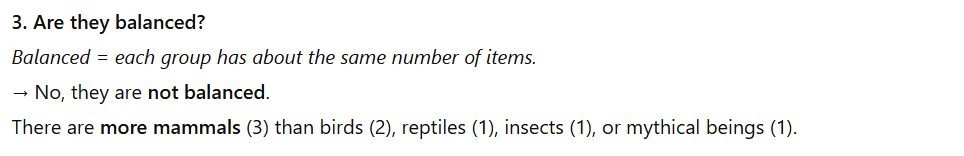 3. Are they balanced?
Balanced = each group has about the same number of items.
→ No, they are not balanced.
There are more mammals (3) than birds (2), reptiles (1), insects (1), or mythical beings (1).